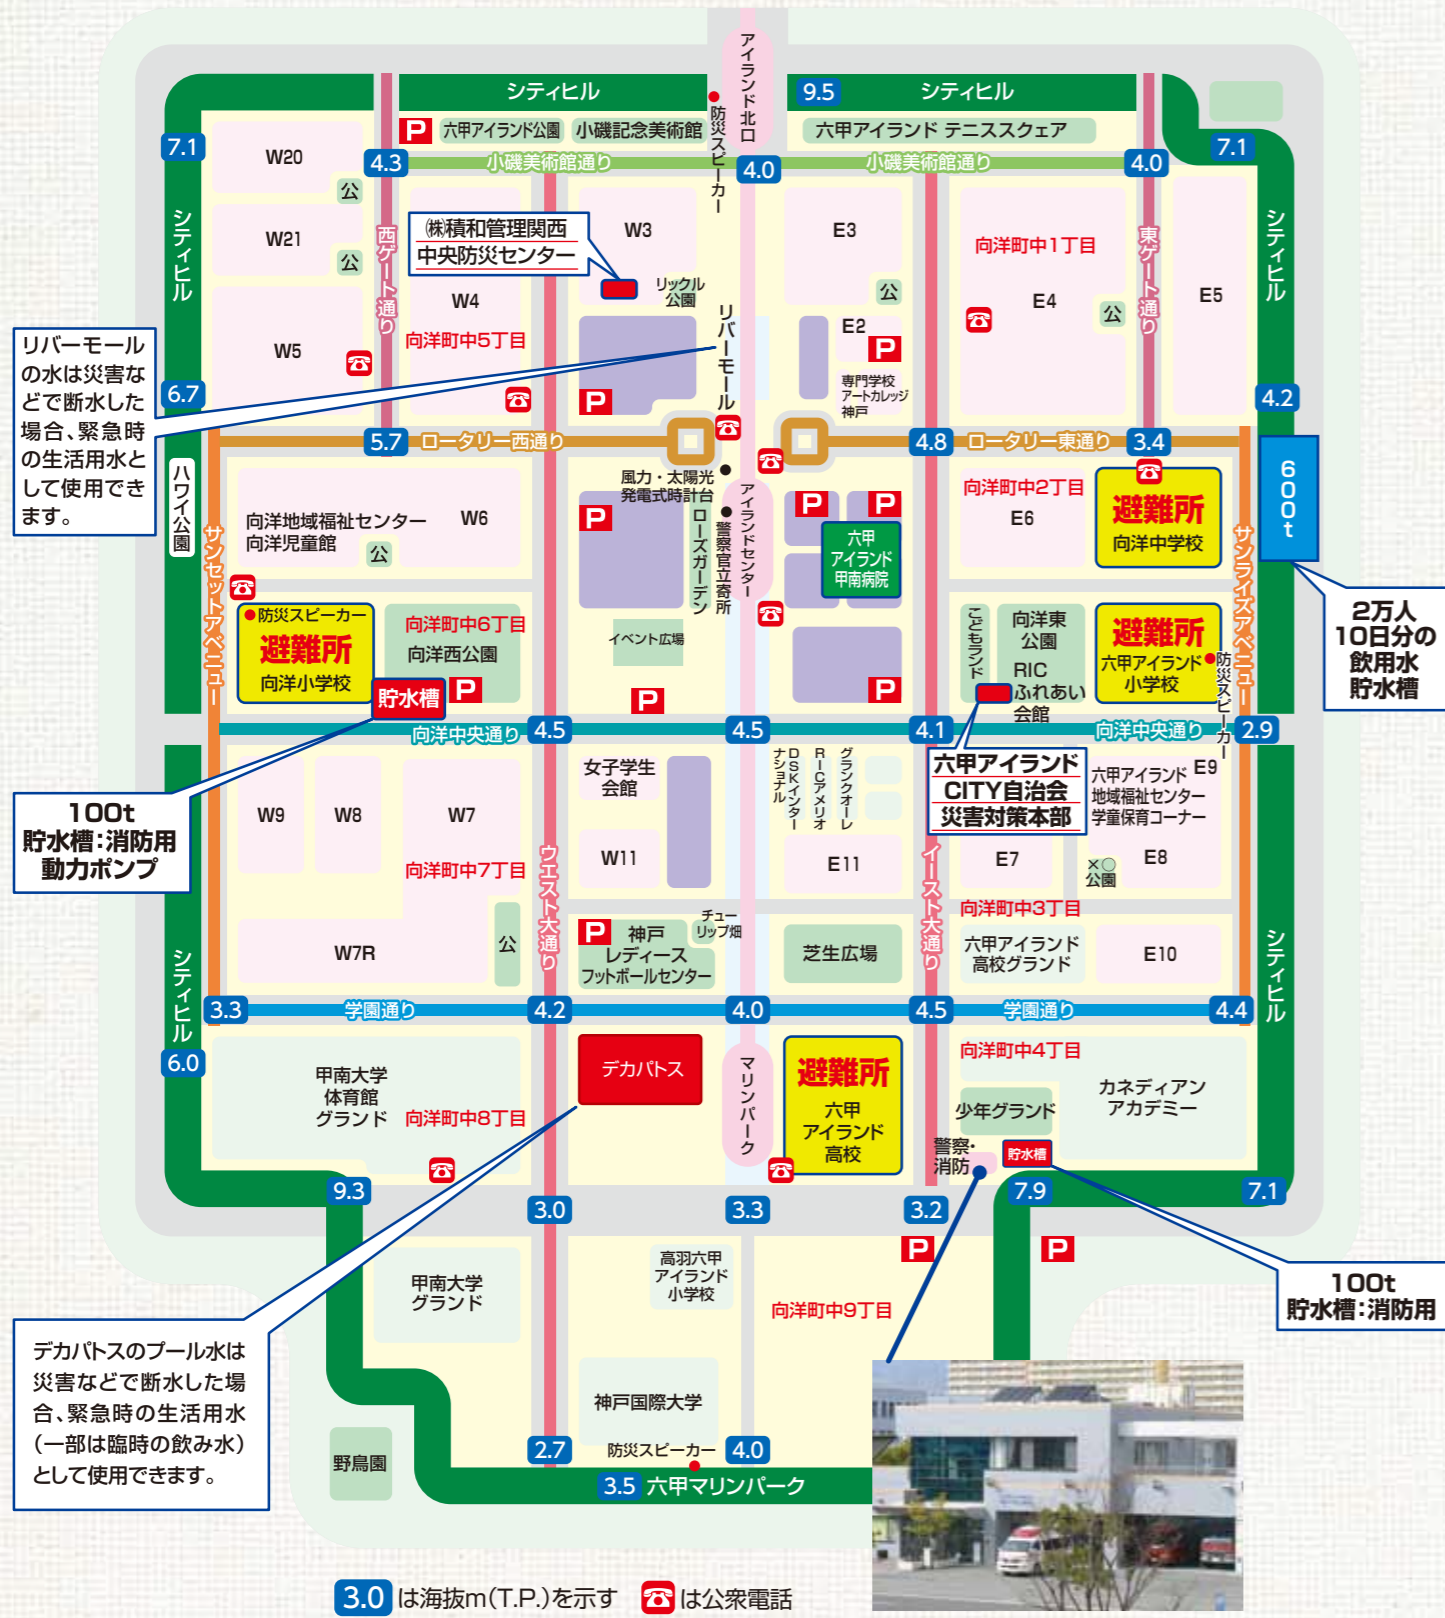 アイランド北口
シティヒル
9.5
シティヒル
防災スピーカー
P
六甲アイランド公園
小磯記念美術館
六甲アイランド テニススクェア
7.1
7.1
W20
4.3
小磯美術館通り
4.0
小磯美術館通り
4.0
公
シティヒル
W21
西ゲート通り
㈱積和管理関西
中央防災センター
W3
E3
向洋町中1丁目
東ゲート通り
シティヒル
公
W4
リックル
公園
公
E4
公
E5
リバーモール
の水は災害な
どで断水した
場合、緊急時
の生活用水と
して使用でき
ます。
W5
向洋町中5丁目
リバーモール
E2
P
専門学校
アートカレッジ
神戸
6.7
P
4.2
5.7
ロータリー西通り
4.8
ロータリー東通り
3.4
ハワイ公園
サンセットアベニュー
向洋地域福祉センター
向洋児童館
W6
公
風力・太陽光
発電式時計台
P
ローズガーデン
警察官立寄所
アイランドセンター
P
P
六甲
アイランド
甲南病院
向洋町中2丁目
E6
避難所
向洋中学校
サンライズアベニュー
600t
2万人
10日分の
飲用水
貯水槽
防災スピーカー
避難所
向洋小学校
向洋町中6丁目
向洋西公園
貯水槽
P
イベント広場
P
P
こどもランド
向洋東
公園
RIC
ふれあい
会館
避難所
六甲アイランド
小学校
防災スピーカー
向洋中央通り
4.5
4.5
4.1
向洋中央通り
2.9
100t
貯水槽:消防用
動力ポンプ
W9
W8
W7
向洋町中7丁目
W7R
公
ウエスト大通り
女子学生
会館
W11
DSKインター
ナショナル
RICアメリオ
グランクオーレ
E11
イースト大通り
六甲アイランド
CITY自治会
災害対策本部
E9
六甲アイランド
地域福祉センター
学童保育コーナー
E7
×○
公園
E8
向洋町中3丁目
P
神戸
レディース
フットボールセンター
チュー
リップ畑
芝生広場
六甲アイランド
高校グランド
E10
シティヒル
シティヒル
3.3
学園通り
4.2
4.0
4.5
学園通り
4.4
6.0
甲南大学
体育館
グランド
向洋町中8丁目
デカパトス
マリンパーク
避難所
六甲
アイランド
高校
向洋町中4丁目
少年グランド
カネディアン
アカデミー
警察・
消防
貯水槽
9.3
3.0
3.3
3.2
7.9
7.1
P
P
甲南大学
グランド
高羽六甲
アイランド
小学校
向洋町中9丁目
100t
貯水槽:消防用
デカパトスのプール水は
災害などで断水した場
合、緊急時の生活用水
(一部は臨時の飲み水)
として使用できます。
神戸国際大学
野鳥園
2.7
防災スピーカー
4.0
3.5
六甲マリンパーク
3.0 は海抜m(T.P.)を示す
は公衆電話